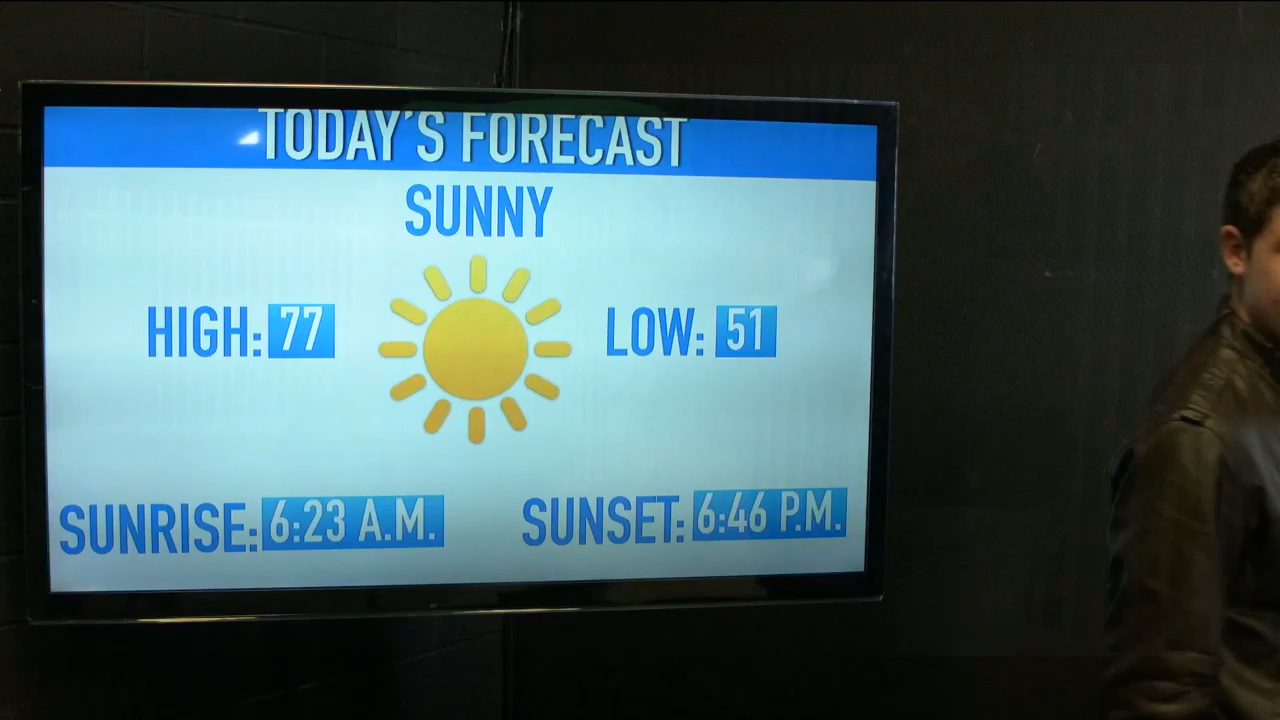 TODAY'S FORECAST
SUNNY
HIGH: 77
LOW: 51
SUNRISE: 6:23 A.M.
SUNSET: 6:46 P.M.